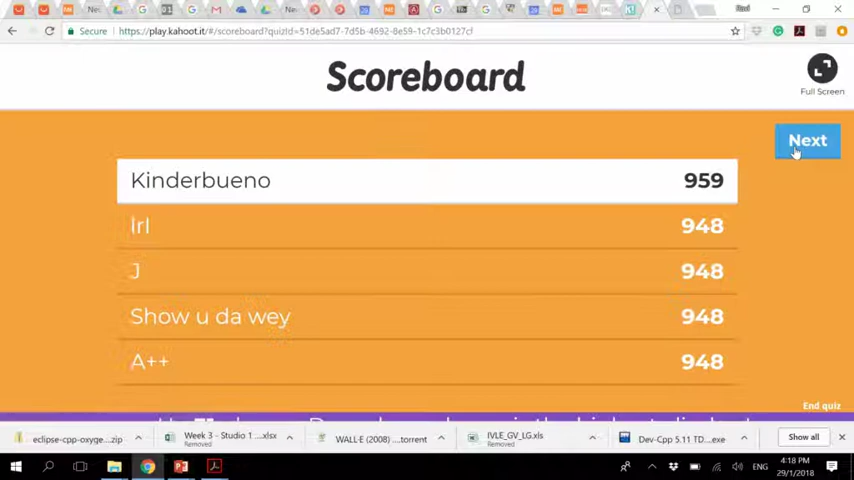 Secure
https://play.kahoot.it/#/scoreboard?quizId=51de5ad7-7d5b-4692-8e59-1c7c3b0127cf
Scoreboard
Full Screen
Next
Kinderbueno 959
lrl 948
J 948
Show u da wey 948
A++ 948
End quiz
eclipse-cpp-oxyge....zip
Week 3 - Studio 1 ....xlsx
Removed
WALL-E (2008) ....torrent
IVLE_GV_LG.xls
Removed
Dev-Cpp 5.11 TD....exe
Show all
ENG
4:18 PM
29/1/2018